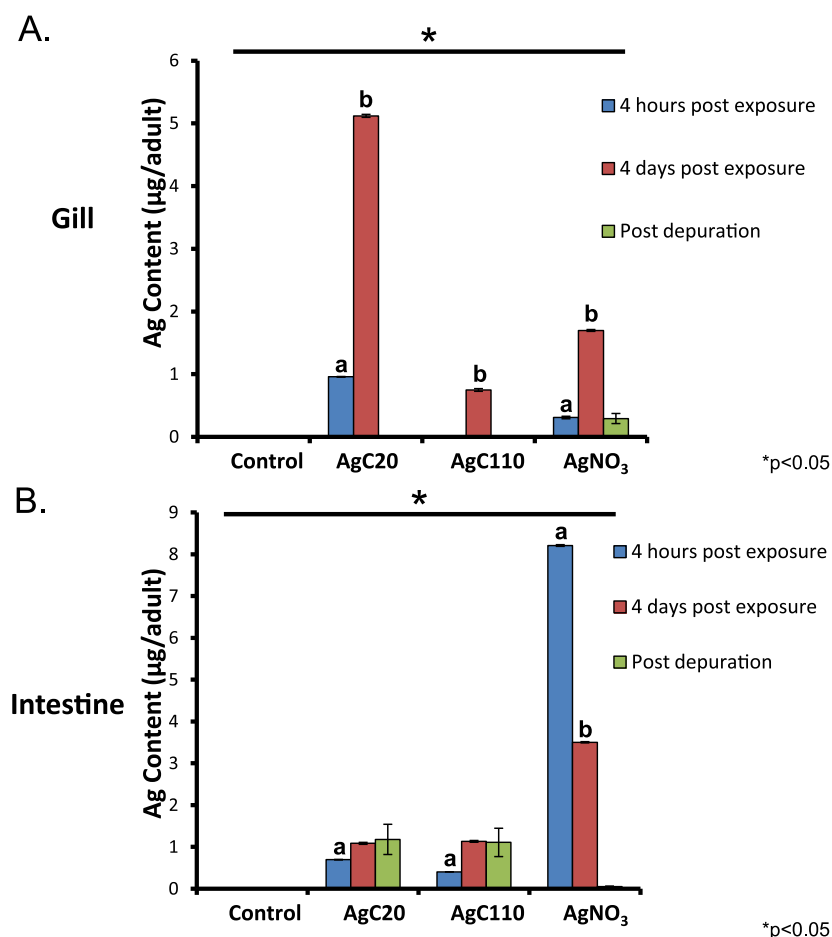 A.
*
6
5
4
3
2
1
0
Ag Content (µg/adult)
Gill
b
a
b
b
a
4 hours post exposure
4 days post exposure
Post depuration
Control AgC20 AgC110 AgNO₃
*p<0.05
B.
*
9
8
7
6
5
4
3
2
1
0
Ag Content (µg/adult)
Intestine
a
b
a
a
4 hours post exposure
4 days post exposure
Post depuration
Control AgC20 AgC110 AgNO₃
*p<0.05